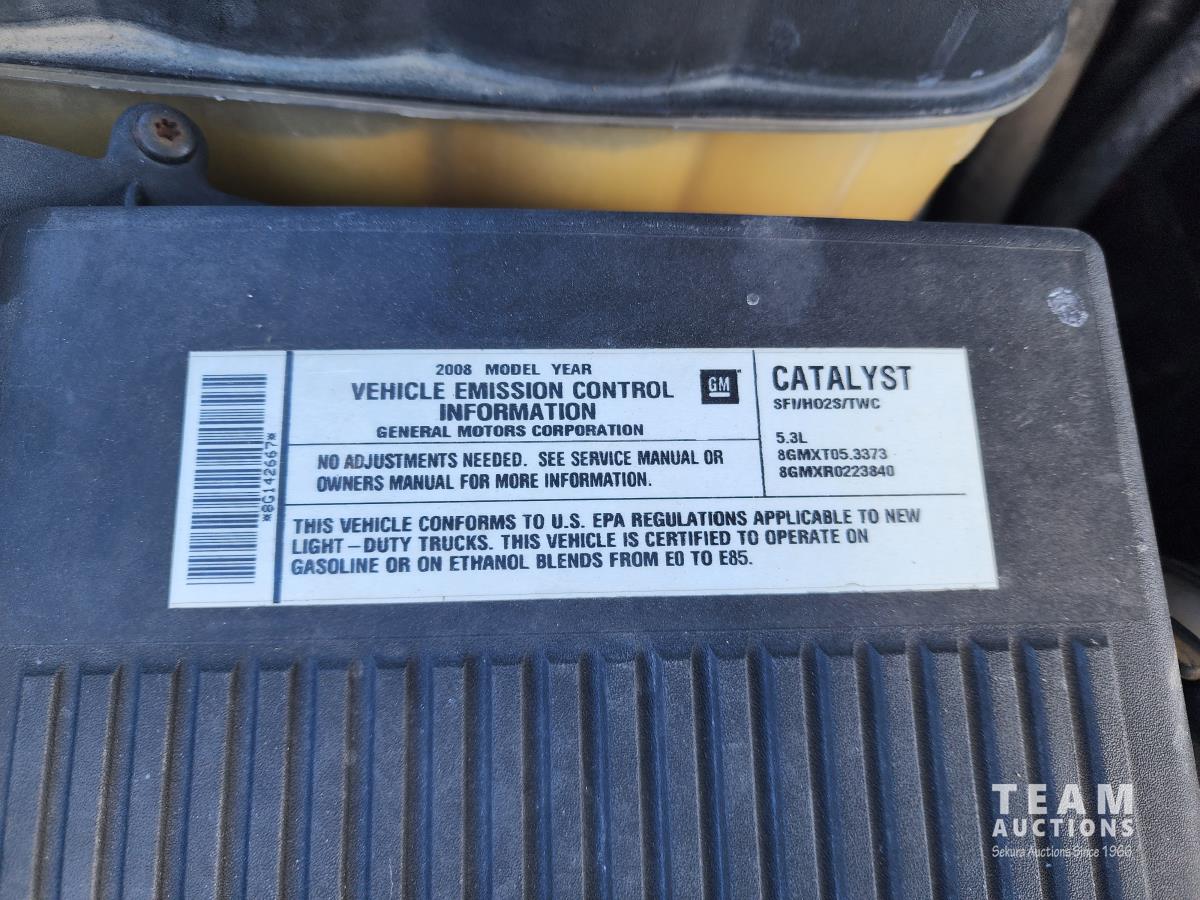 2008 MODEL YEAR
VEHICLE EMISSION CONTROL
INFORMATION
GENERAL MOTORS CORPORATION
GM
NO ADJUSTMENTS NEEDED. SEE SERVICE MANUAL OR
OWNERS MANUAL FOR MORE INFORMATION.
CATALYST
SFI/HO2S/TWC
5.3L
8GMXT05.3373
8GMXR0223840
THIS VEHICLE CONFORMS TO U.S. EPA REGULATIONS APPLICABLE TO NEW
LIGHT-DUTY TRUCKS. THIS VEHICLE IS CERTIFIED TO OPERATE ON
GASOLINE OR ON ETHANOL BLENDS FROM E0 TO E85.
*8G142667*
TEAM
AUCTIONS
Sekura Auctions Since 1966